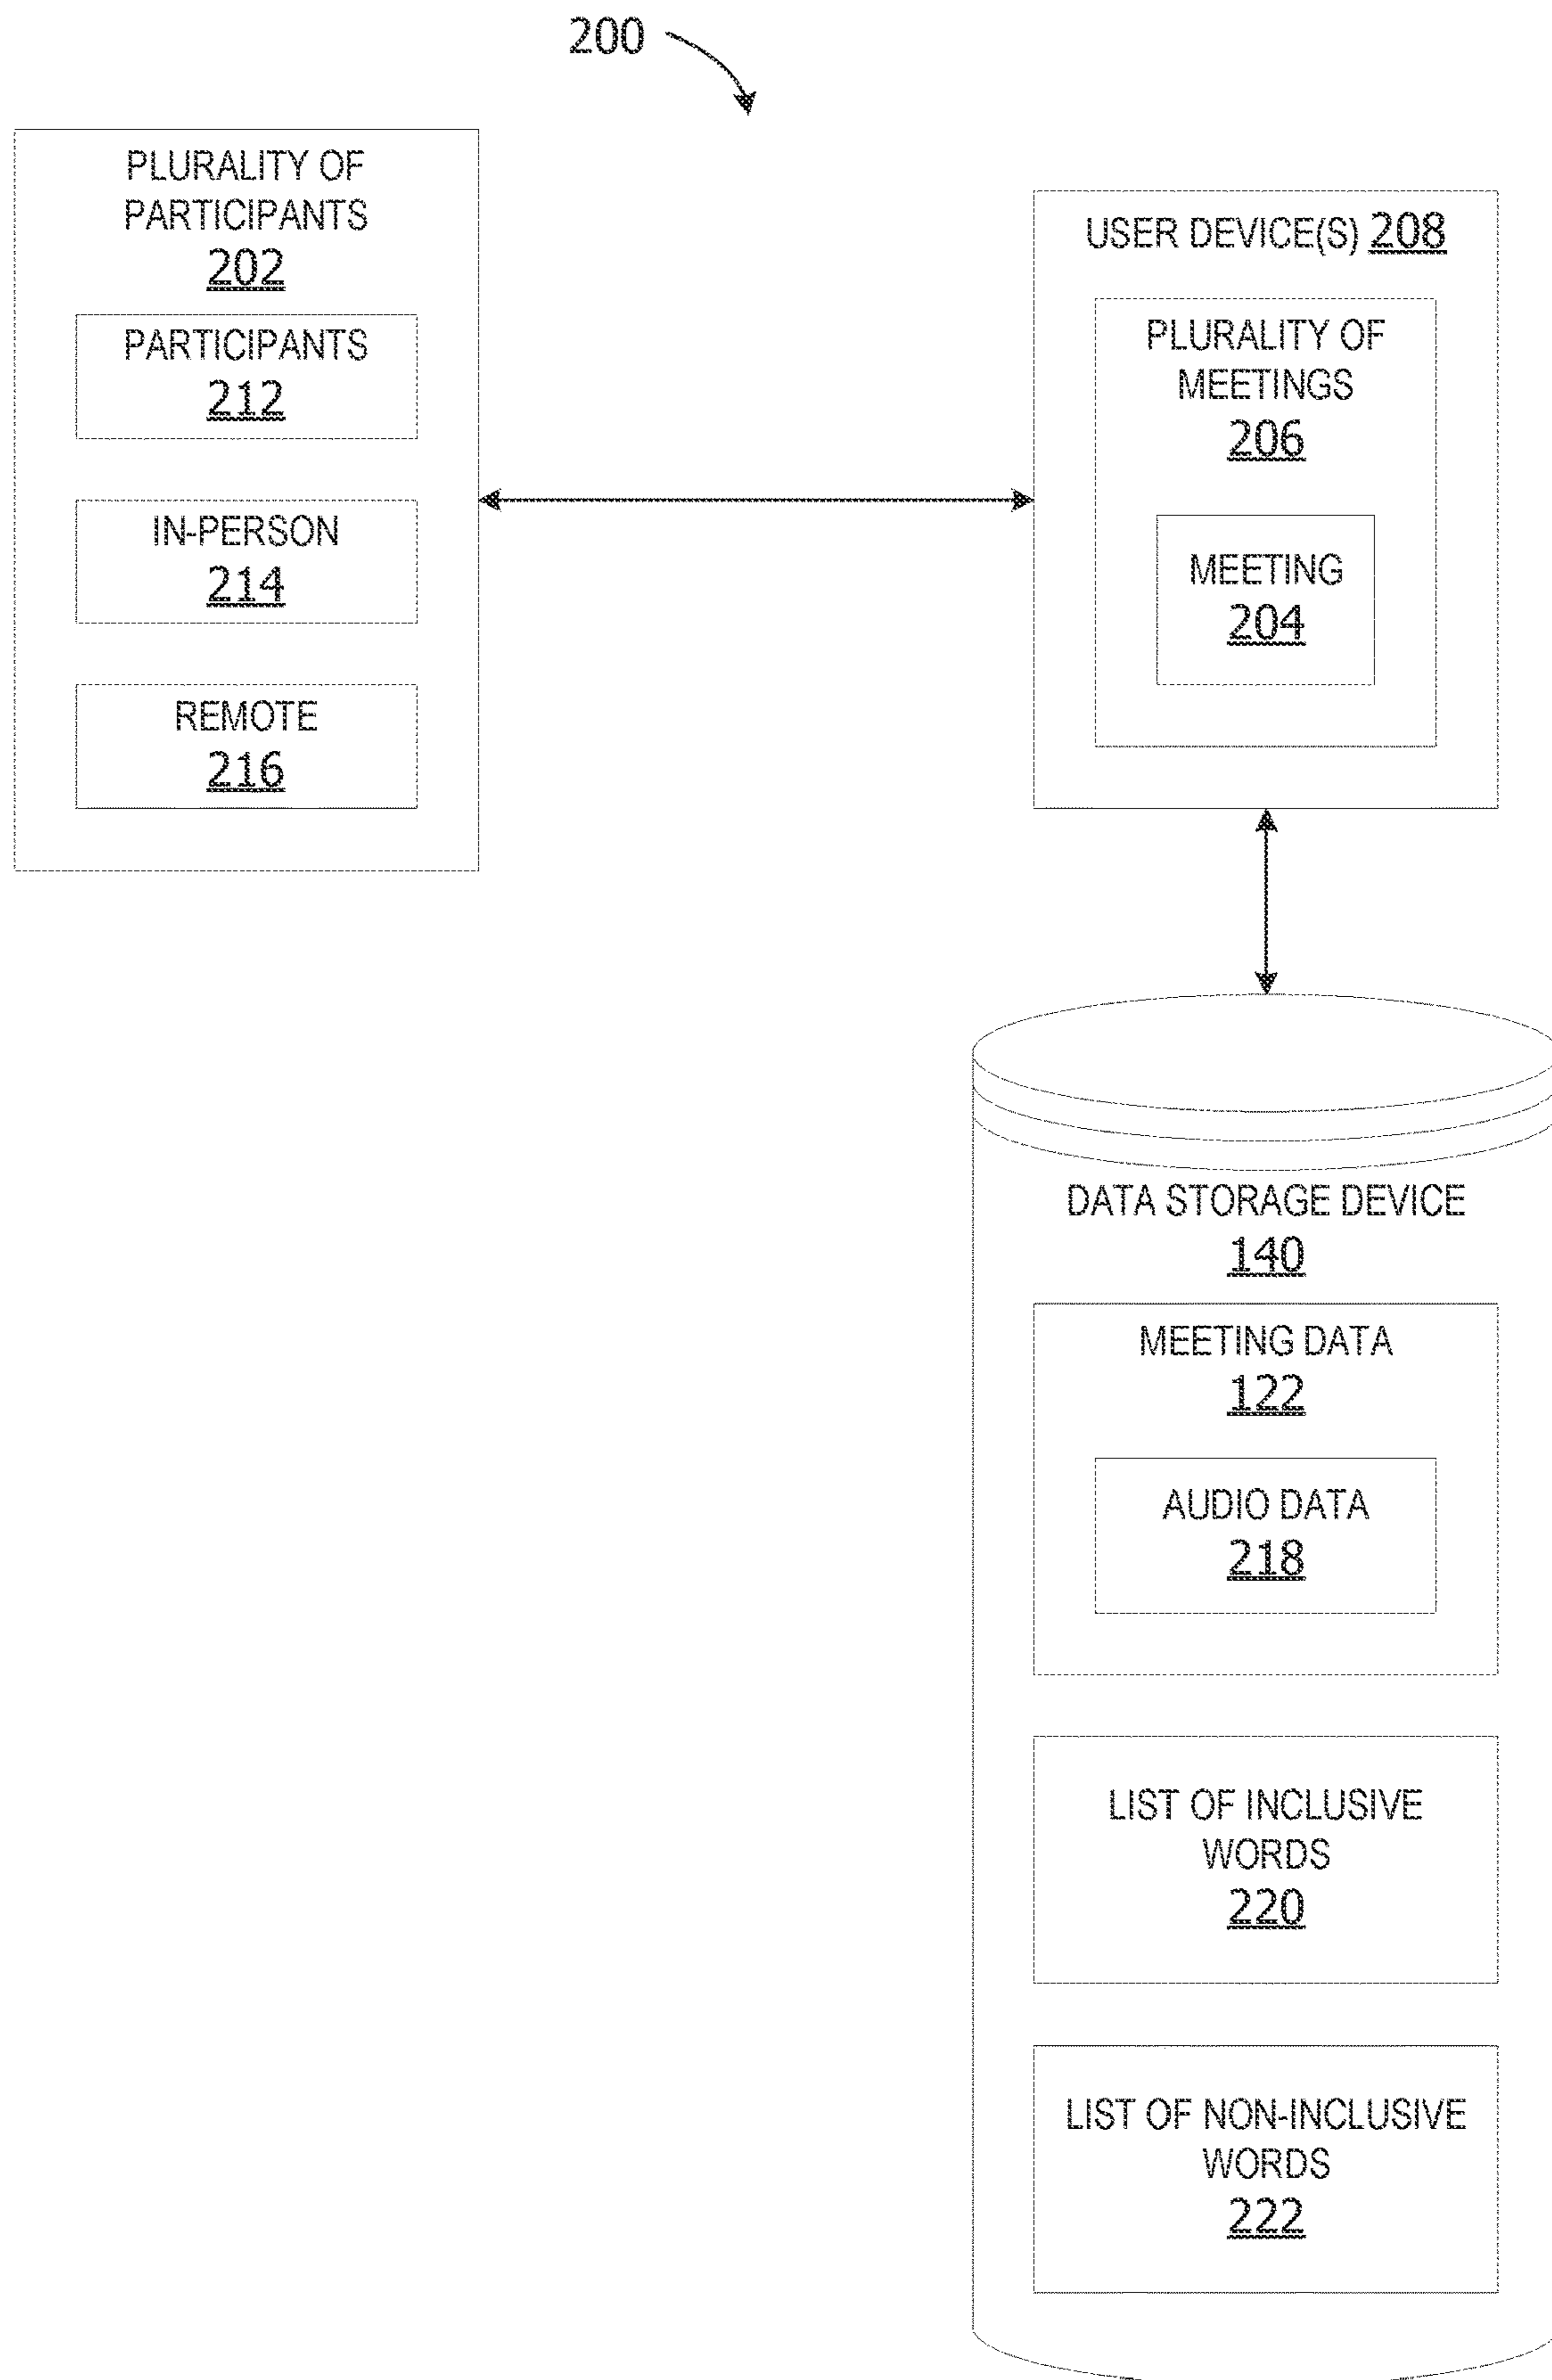 200
PLURALITY OF
PARTICIPANTS
202
PARTICIPANTS
212
IN-PERSON
214
REMOTE
216
USER DEVICE(S) 208
PLURALITY OF
MEETINGS
206
MEETING
204
DATA STORAGE DEVICE
140
MEETING DATA
122
AUDIO DATA
218
LIST OF INCLUSIVE
WORDS
220
LIST OF NON-INCLUSIVE
WORDS
222